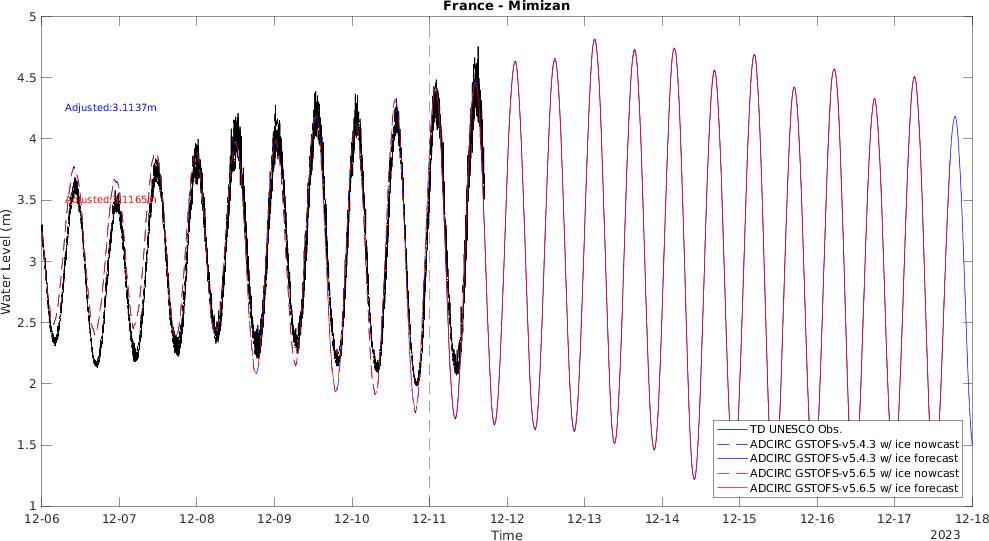 France - Mimizan
5
4.5
4
3.5
3
2.5
2
1.5
1
Water Level (m)
Adjusted:3.1137m
Adjusted:3.1165m
TD UNESCO Obs.
ADCIRC GSTOFS-v5.4.3 w/ ice nowcast
ADCIRC GSTOFS-v5.4.3 w/ ice forecast
ADCIRC GSTOFS-v5.6.5 w/ ice nowcast
ADCIRC GSTOFS-v5.6.5 w/ ice forecast
12-06 12-07 12-08 12-09 12-10 12-11 12-12 12-13 12-14 12-15 12-16 12-17 12-18
Time
2023